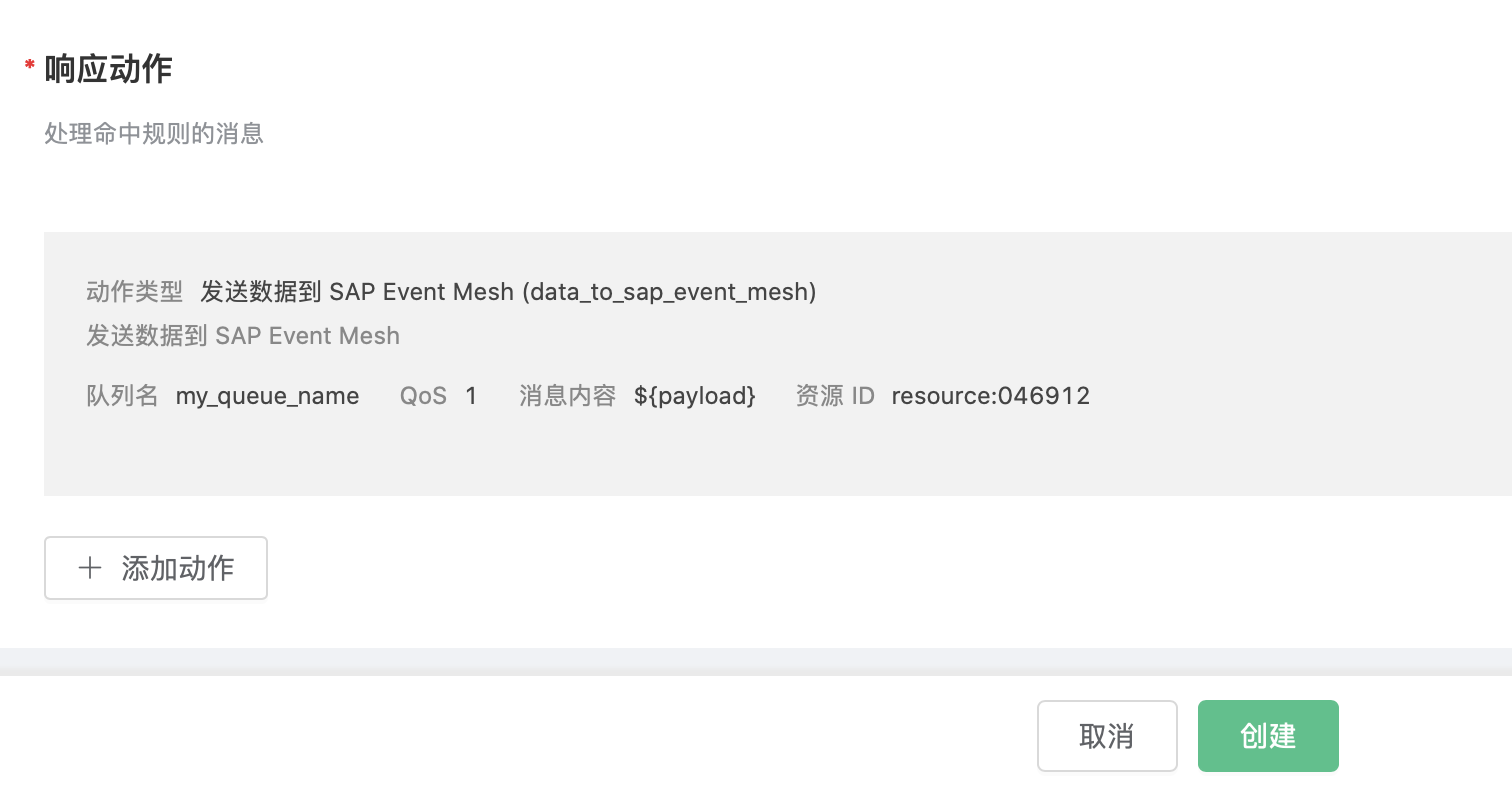 * 响应动作
处理命中规则的消息
动作类型 发送数据到 SAP Event Mesh (data_to_sap_event_mesh)
发送数据到 SAP Event Mesh
队列名 my_queue_name QoS 1 消息内容 ${payload} 资源 ID resource:046912
+ 添加动作
取消 创建